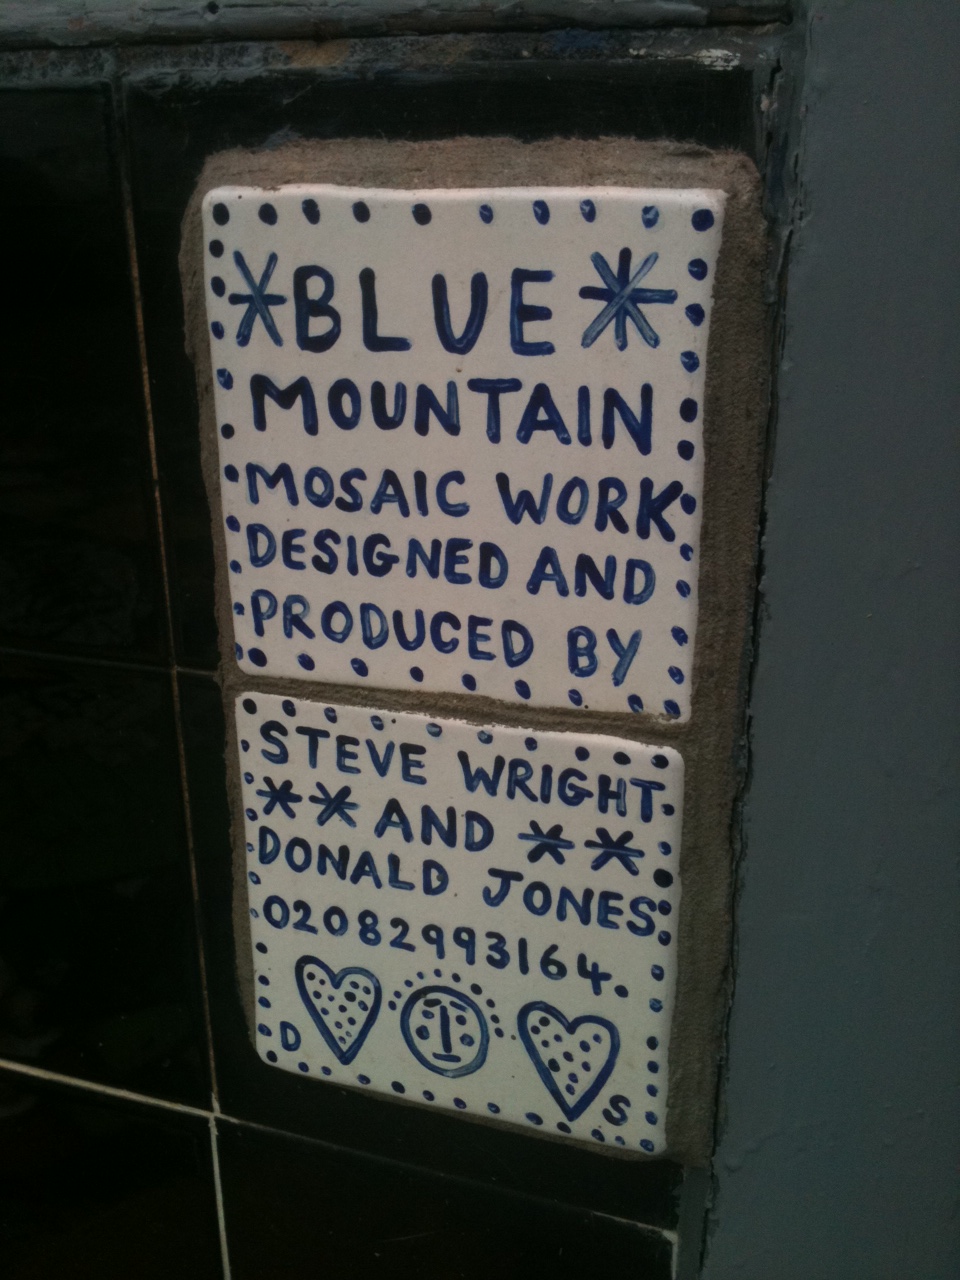 *BLUE*
MOUNTAIN
MOSAIC WORK
DESIGNED AND
PRODUCED BY
STEVE WRIGHT.
** AND **
DONALD JONES
02082993164.
D
S